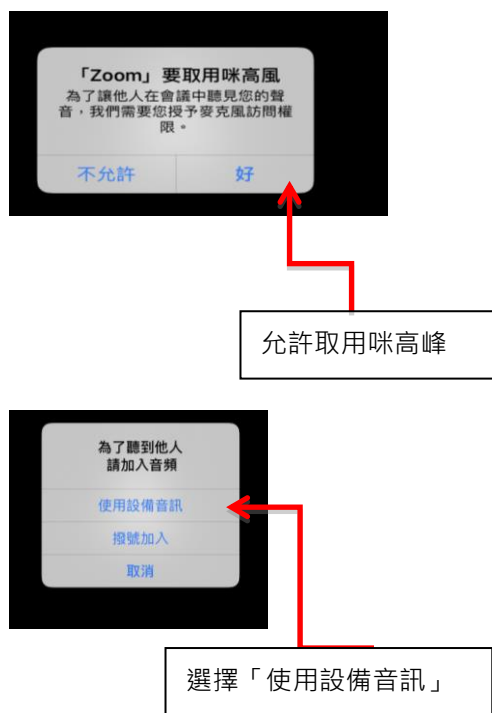 「Zoom」要取用咪高風
為了讓他人在會議中聽見您的聲
音，我們需要您授予麥克風訪問權
限。
不允許
好
允許取用咪高峰
為了聽到他人
請加入音頻
使用設備音訊
撥號加入
取消
選擇「使用設備音訊」